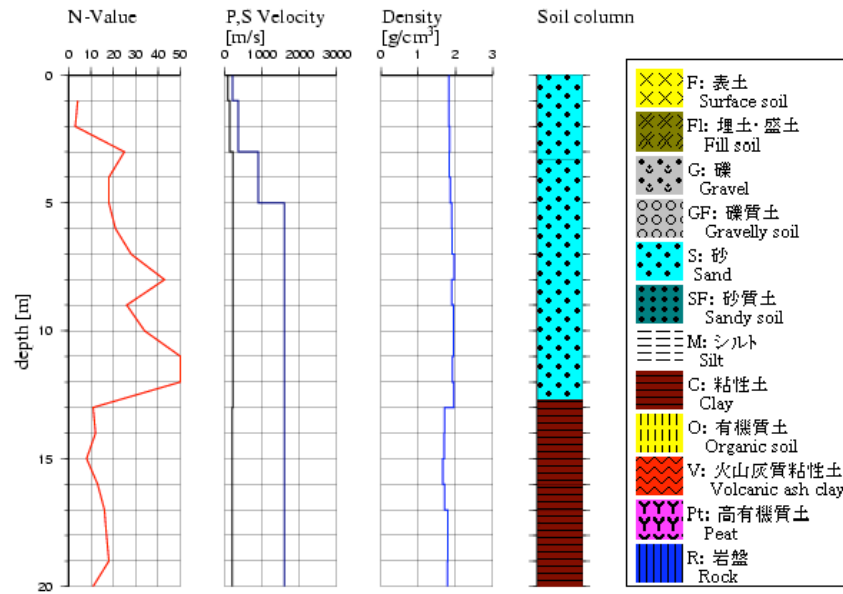 N-Value
P,S Velocity
[m/s]
Density
[g/cm³]
Soil column
0 10 20 30 40 50
0 1000 2000 3000
0 1 2 3
depth [m]
0
5
10
15
20
F: 表土
Surface soil
Fl: 埋土・盛土
Fill soil
G: 礫
Gravel
GF: 礫質土
Gravelly soil
S: 砂
Sand
SF: 砂質土
Sandy soil
M: シルト
Silt
C: 粘性土
Clay
O: 有機質土
Organic soil
V: 火山灰質粘性土
Volcanic ash clay
Pt: 高有機質土
Peat
R: 岩盤
Rock